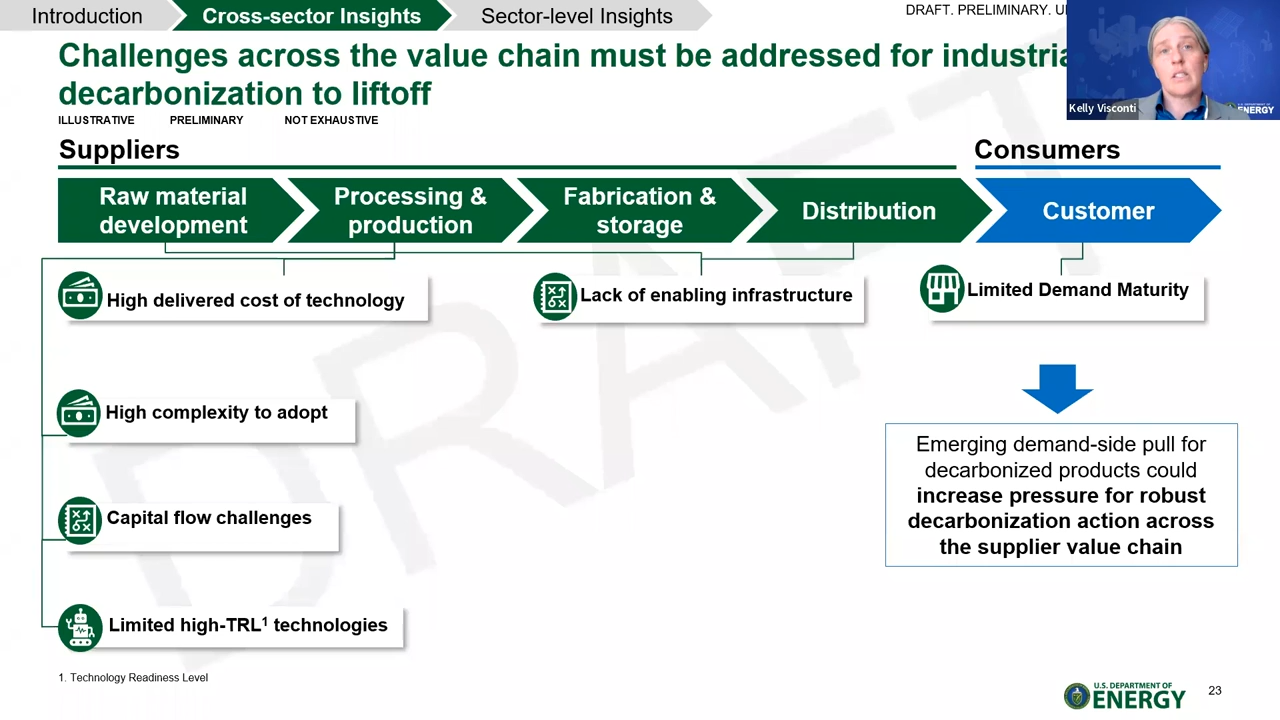 Introduction
Cross-sector Insights
Sector-level Insights
DRAFT. PRELIMINARY.
Challenges across the value chain must be addressed for
decarbonization to liftoff
ILLUSTRATIVE PRELIMINARY NOT EXHAUSTIVE
Kelly Visconti
U.S. DEPARTMENT OF
ENERGY
Suppliers
Consumers
Raw material
development
Processing &
production
Fabrication &
storage
Distribution
Customer
High delivered cost of technology
Lack of enabling infrastructure
Limited Demand Maturity
High complexity to adopt
Capital flow challenges
Limited high-TRL¹ technologies
Emerging demand-side pull for
decarbonized products could
increase pressure for robust
decarbonization action across
the supplier value chain
DRAFT
1. Technology Readiness Level
U.S. DEPARTMENT OF
ENERGY
23